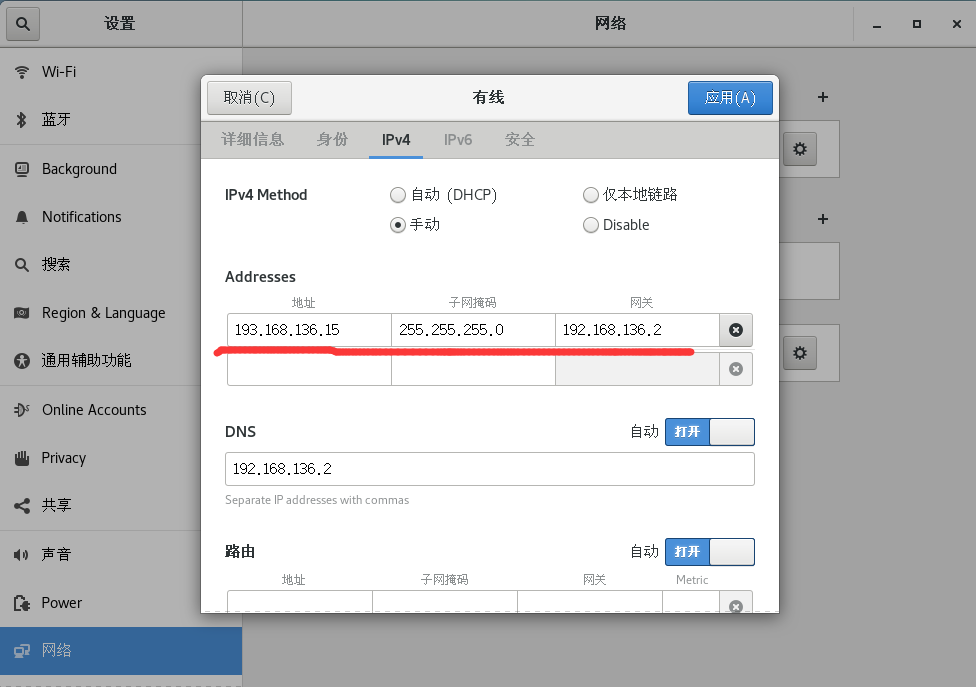 设置
网络
Wi-Fi
蓝牙
Background
Notifications
搜索
Region & Language
通用辅助功能
Online Accounts
Privacy
共享
声音
Power
网络
取消(C)
有线
应用(A)
详细信息 身份 IPv4 IPv6 安全
IPv4 Method 自动 (DHCP) 仅本地链路
手动 Disable
Addresses
地址 子网掩码 网关
193.168.136.15 255.255.255.0 192.168.136.2
DNS 自动 打开
192.168.136.2
Separate IP addresses with commas
路由 自动 打开
地址 子网掩码 网关 Metric